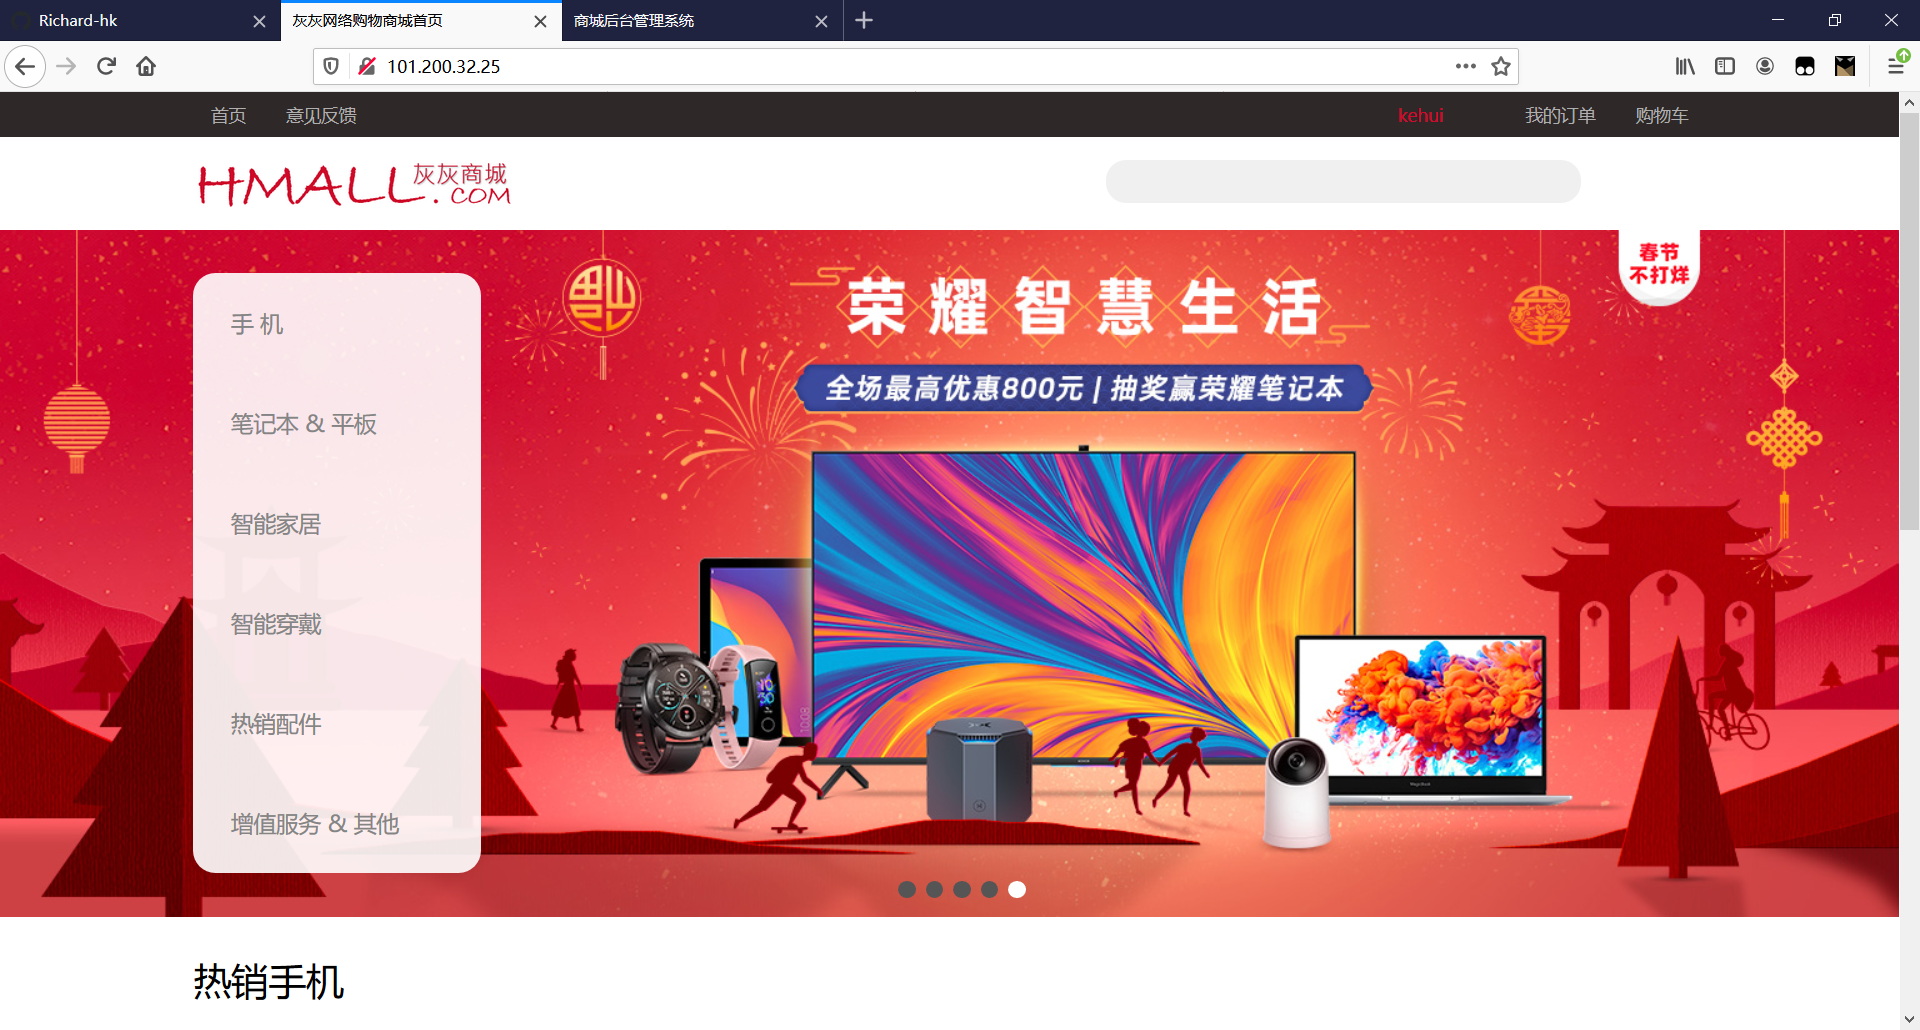 Richard-hk
灰灰网络购物商城首页
商城后台管理系统
101.200.32.25
首页
意见反馈
kehui
我的订单
购物车
HMALL.COM
灰灰商城
春节
不打烊
荣耀智慧生活
全场最高优惠800元 | 抽奖赢荣耀笔记本
手 机
笔记本 & 平板
智能家居
智能穿戴
热销配件
增值服务 & 其他
热销手机